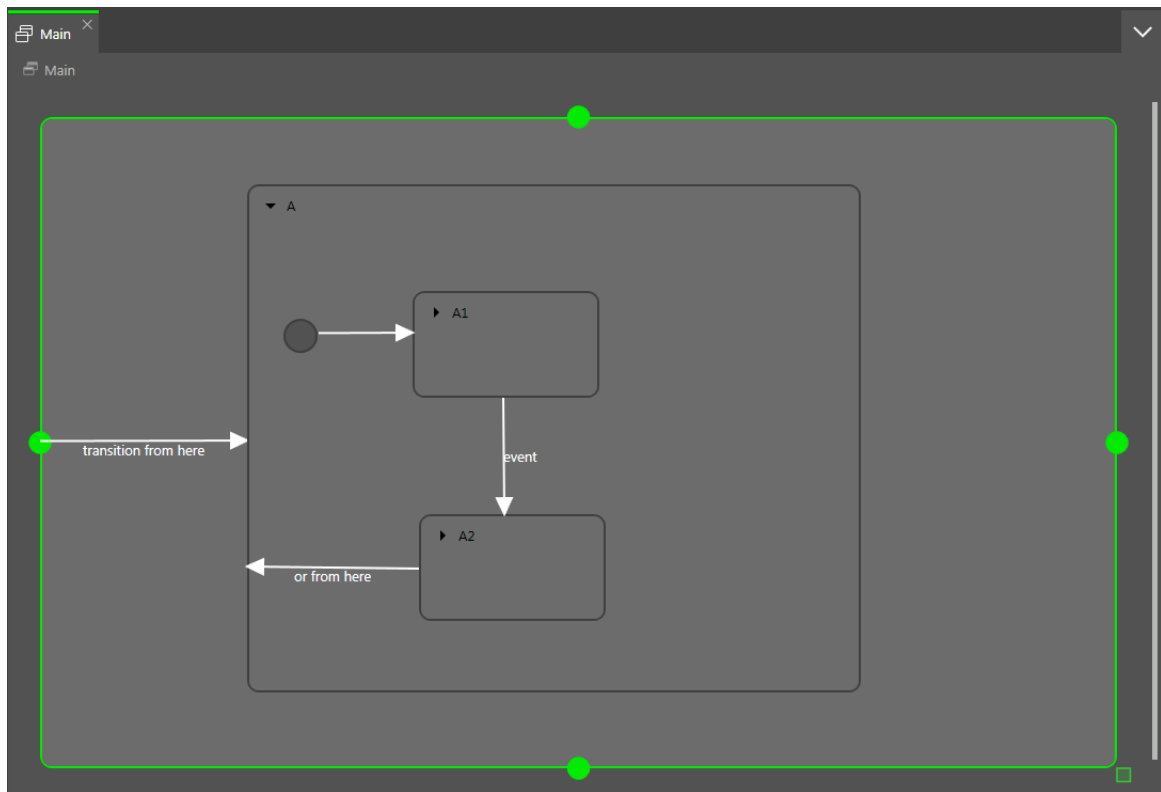 Main
Main
A
A1
transition from here
event
A2
or from here